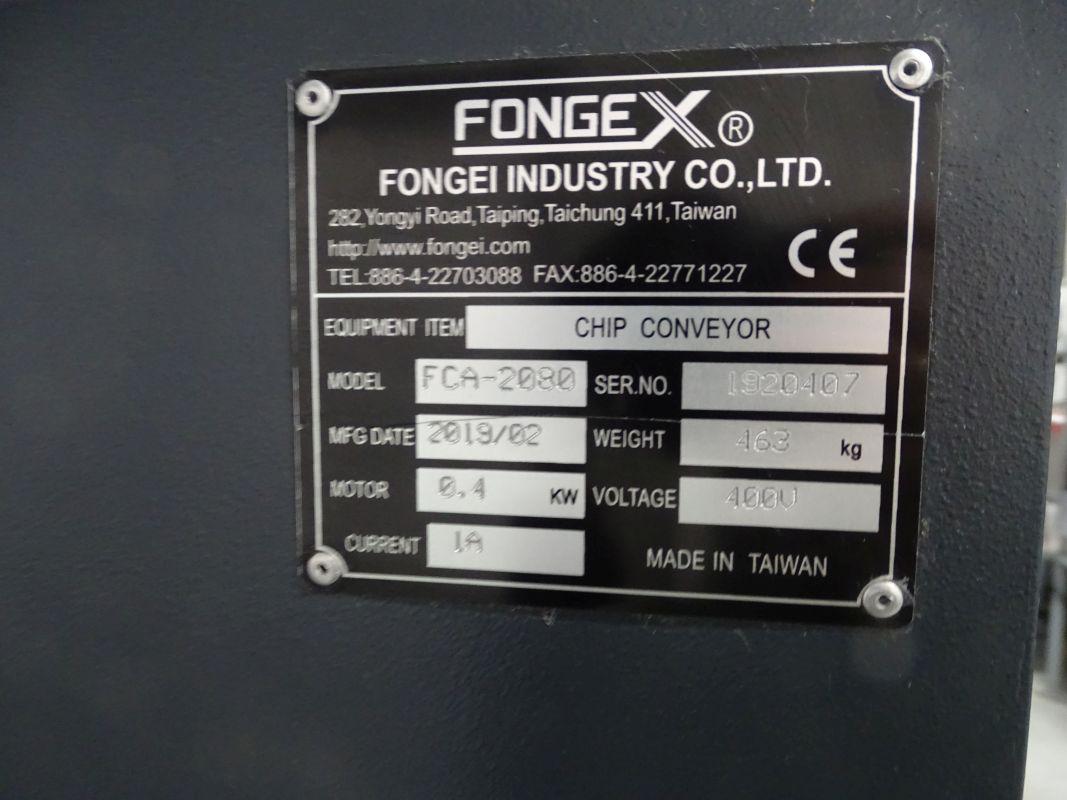 FONGEX®
FONGEI INDUSTRY CO.,LTD.
282,Yongyi Road,Taiping,Taichung 411,Taiwan
http://www.fongei.com
TEL:886-4-22703088 FAX:886-4-22771227
CE
EQUIPMENT ITEM CHIP CONVEYOR
MODEL FCA-2080 SER.NO. 1920407
MFG DATE 2019/02 WEIGHT 463 kg
MOTOR 0.4 KW VOLTAGE 400V
CURRENT 1A MADE IN TAIWAN